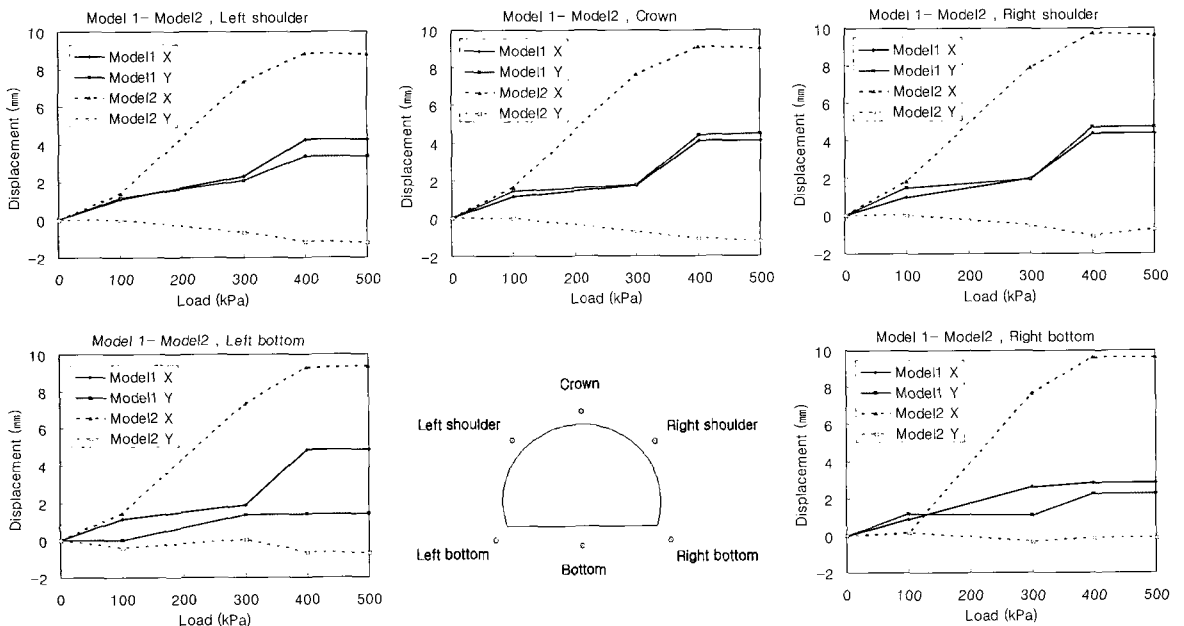 Model 1- Model2 , Left shoulder
Displacement (mm)
10
8
6
4
2
0
-2
Model1 X
Model1 Y
Model2 X
Model2 Y
0 100 200 300 400 500
Load (kPa)
Model 1- Model2 , Crown
Displacement (mm)
10
8
6
4
2
0
-2
Model1 X
Model1 Y
Model2 X
Model2 Y
0 100 200 300 400 500
Load (kPa)
Model 1- Model2 , Right shoulder
Displacement (mm)
10
8
6
4
2
0
-2
Model1 X
Model1 Y
Model2 X
Model2 Y
0 100 200 300 400 500
Load (kPa)
Model 1- Model2 , Left bottom
Displacement (mm)
10
8
6
4
2
0
-2
Model1 X
Model1 Y
Model2 X
Model2 Y
0 100 200 300 400 500
Load (kPa)
Crown
Left shoulder
Right shoulder
Left bottom
Bottom
Right bottom
Model 1- Model2 , Right bottom
Displacement (mm)
10
8
6
4
2
0
-2
Model1 X
Model1 Y
Model2 X
Model2 Y
0 100 200 300 400 500
Load (kPa)